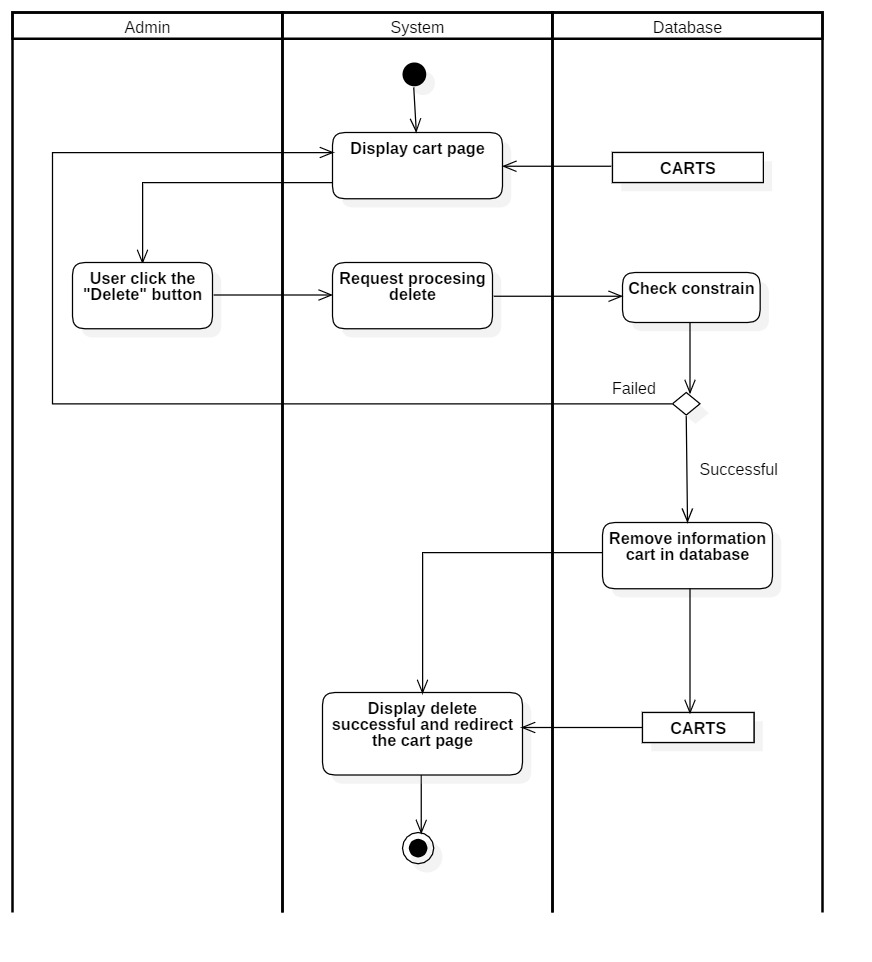 Admin
System
Database
Display cart page
CARTS
User click the
"Delete" button
Request procesing
delete
Check constrain
Failed
Successful
Remove information
cart in database
Display delete
successful and redirect
the cart page
CARTS